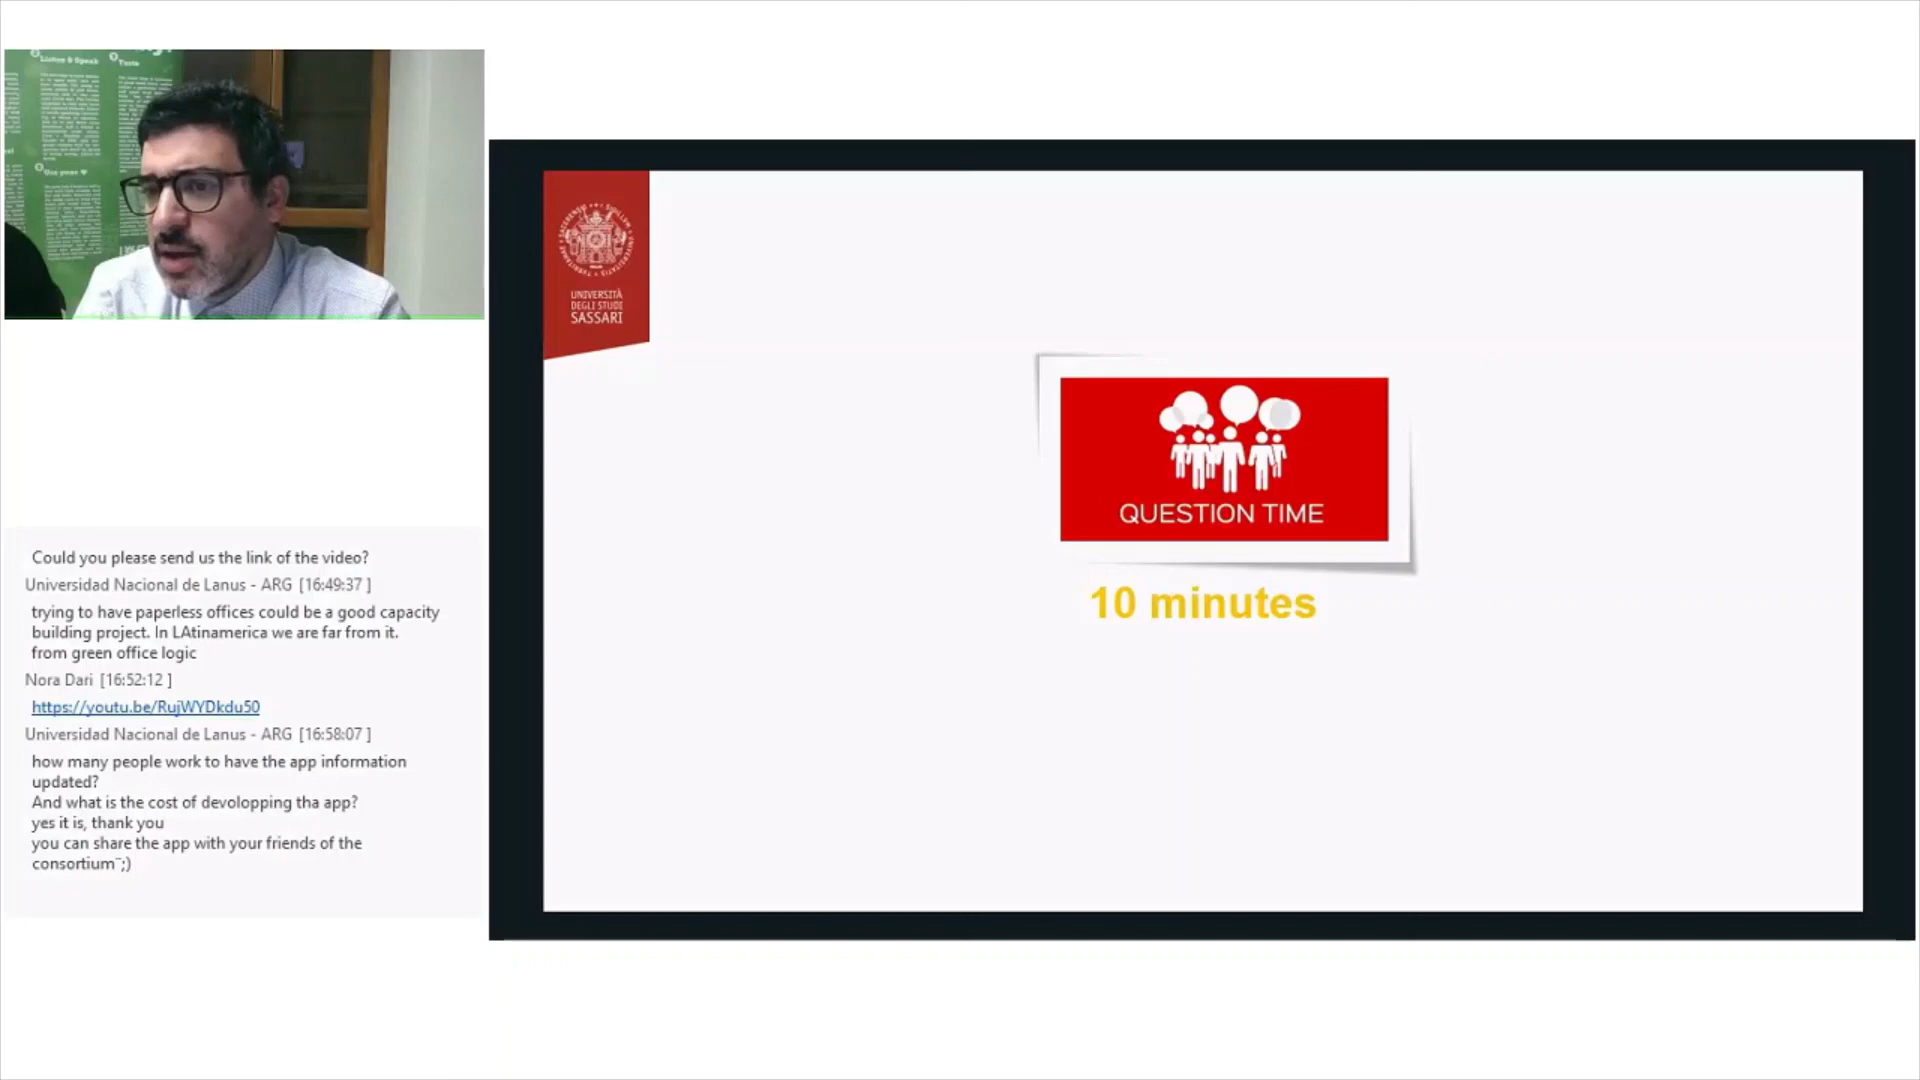 Listen & Speak
Taste
Use your
Could you please send us the link of the video?
Universidad Nacional de Lanus - ARG [16:49:37 ]
trying to have paperless offices could be a good capacity
building project. In LAtinamerica we are far from it.
from green office logic
Nora Dari [16:52:12 ]
https://youtu.be/RujWYDkdu50
Universidad Nacional de Lanus - ARG [16:58:07 ]
how many people work to have the app information
updated?
And what is the cost of devolopping tha app?
yes it is, thank you
you can share the app with your friends of the
consortium¨;)
UNIVERSITÀ
DEGLI STUDI
SASSARI
QUESTION TIME
10 minutes